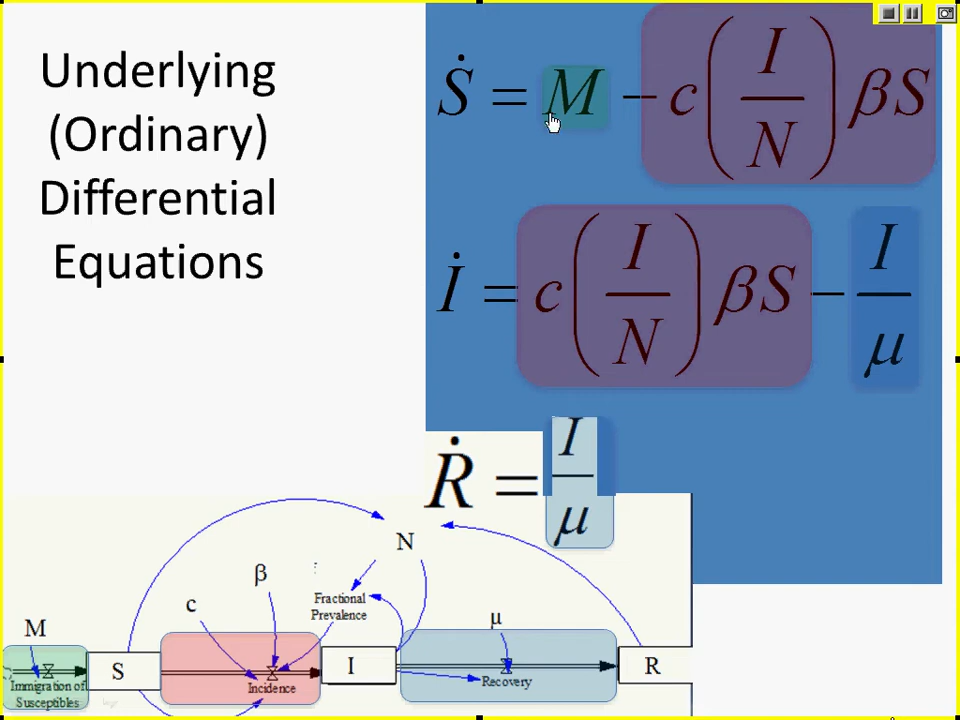 Underlying
(Ordinary)
Differential
Equations
Ṡ = M − c (I/N) βS
İ = c (I/N) βS − I/μ
Ṙ = I/μ
N
β
c
Fractional
Prevalence
μ
M
S
I
R
Immigration of
Susceptibles
Incidence
Recovery